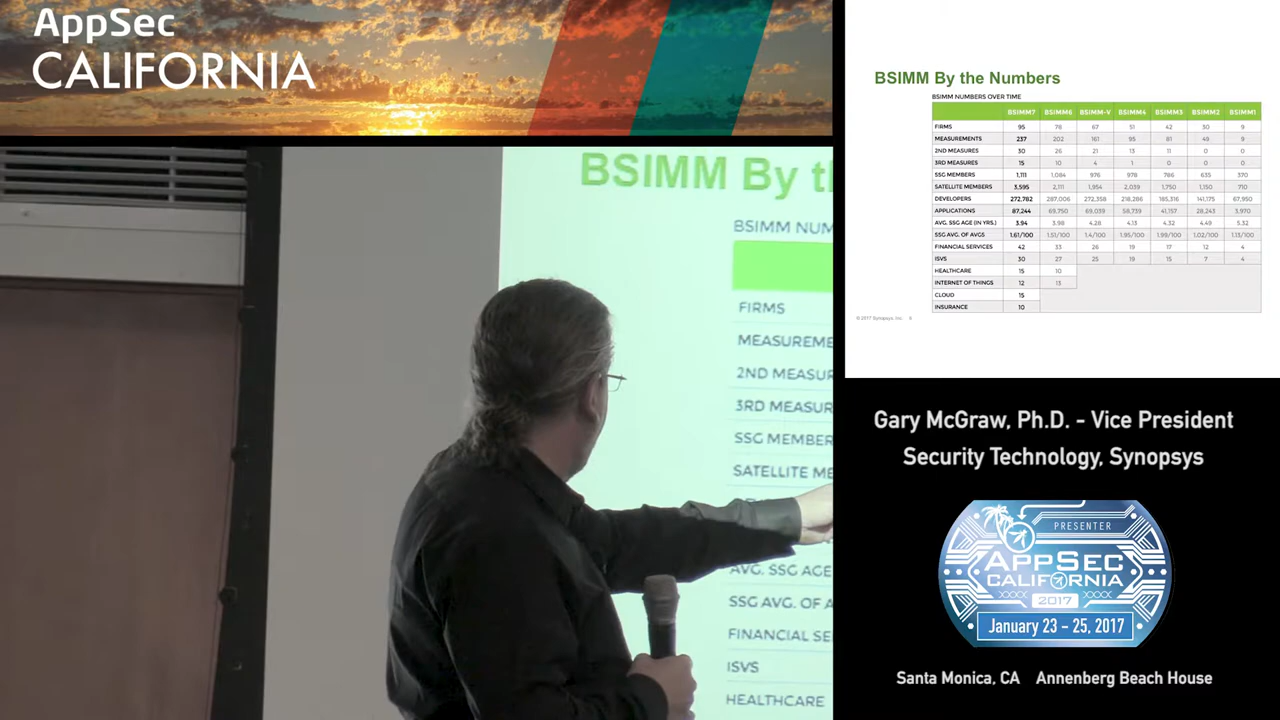 AppSec
CALIFORNIA
BSIMM By t
BSIMM NUM
FIRMS
MEASUREME
2ND MEASUR
3RD MEASUR
SSG MEMBER
SATELLITE ME
AVG. SSG AGE
SSG AVG. OF A
FINANCIAL SE
ISVS
HEALTHCARE
BSIMM By the Numbers
BSIMM NUMBERS OVER TIME
BSIMM7 BSIMM6 BSIMM-V BSIMM4 BSIMM3 BSIMM2 BSIMM1
FIRMS 95 78 67 51 42 30 9
MEASUREMENTS 237 202 161 95 81 49 9
2ND MEASURES 30 26 21 13 11 0 0
3RD MEASURES 15 10 4 1 0 0 0
SSG MEMBERS 1,111 1,084 976 978 786 635 370
SATELLITE MEMBERS 3,595 2,111 1,954 2,039 1,750 1,150 710
DEVELOPERS 272,782 287,006 272,358 218,286 185,316 141,175 67,950
APPLICATIONS 87,244 69,750 69,039 58,739 41,157 28,243 3,970
AVG. SSG AGE (IN YRS.) 3.94 3.98 4.28 4.13 4.32 4.49 5.32
SSG AVG. OF AVGS 1.61/100 1.51/100 1.4/100 1.95/100 1.99/100 1.02/100 1.13/100
FINANCIAL SERVICES 42 33 26 19 17 12 4
ISVS 30 27 25 19 15 7 4
HEALTHCARE 15 10
INTERNET OF THINGS 12 13
CLOUD 15
INSURANCE 10
© 2017 Synopsys, Inc. 6
Gary McGraw, Ph.D. - Vice President
Security Technology, Synopsys
PRESENTER
APPSEC
CALIFORNIA
2017
January 23 - 25, 2017
Santa Monica, CA Annenberg Beach House